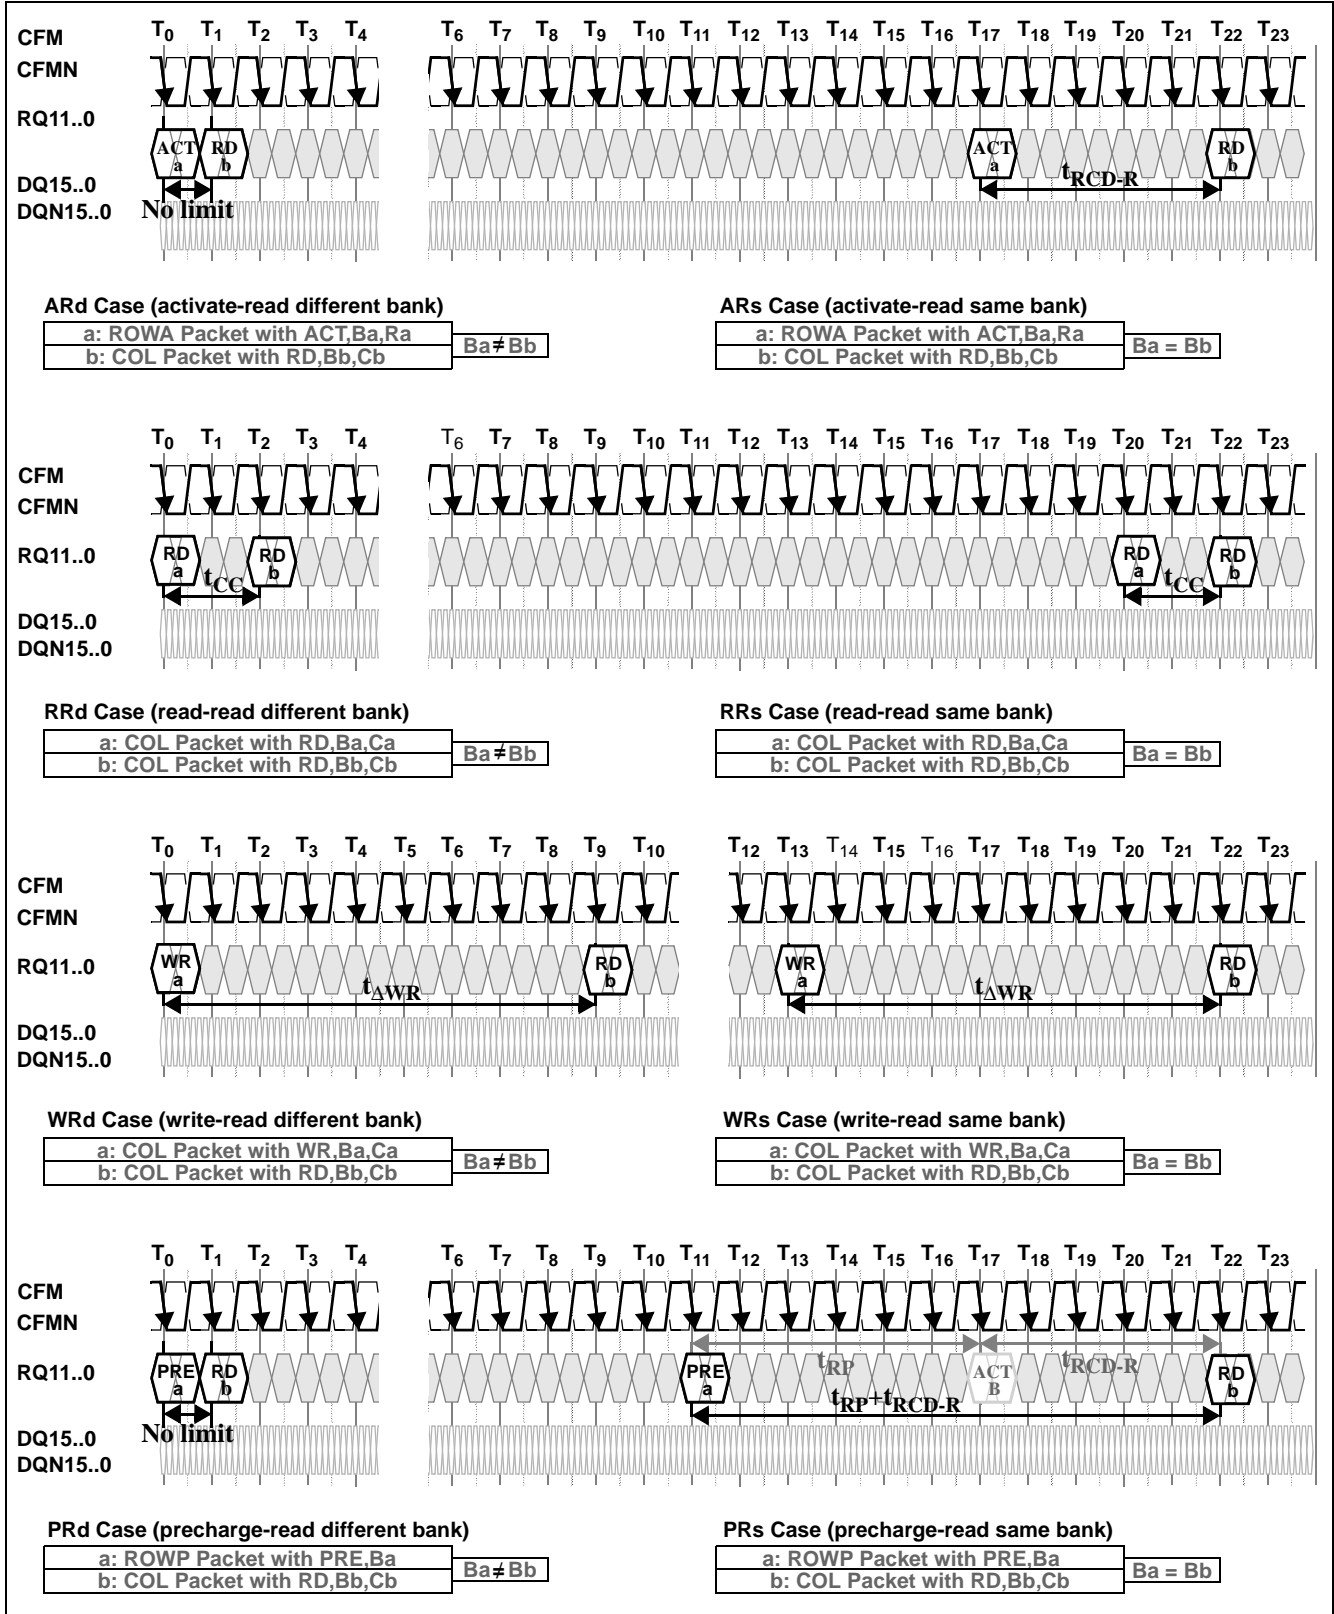 T0 T1 T2 T3 T4 T6 T7 T8 T9 T10 T11 T12 T13 T14 T15 T16 T17 T18 T19 T20 T21 T22 T23
CFM
CFMN
RQ11..0
ACT a RD b ACT a RD b
tRCD-R
DQ15..0
DQN15..0
No limit
ARd Case (activate-read different bank)
a: ROWA Packet with ACT,Ba,Ra
b: COL Packet with RD,Bb,Cb
Ba≠Bb
ARs Case (activate-read same bank)
a: ROWA Packet with ACT,Ba,Ra
b: COL Packet with RD,Bb,Cb
Ba = Bb
T0 T1 T2 T3 T4 T6 T7 T8 T9 T10 T11 T12 T13 T14 T15 T16 T17 T18 T19 T20 T21 T22 T23
CFM
CFMN
RQ11..0
RD a RD b RD a RD b
tCC tCC
DQ15..0
DQN15..0
RRd Case (read-read different bank)
a: COL Packet with RD,Ba,Ca
b: COL Packet with RD,Bb,Cb
Ba≠Bb
RRs Case (read-read same bank)
a: COL Packet with RD,Ba,Ca
b: COL Packet with RD,Bb,Cb
Ba = Bb
T0 T1 T2 T3 T4 T5 T6 T7 T8 T9 T10 T12 T13 T14 T15 T16 T17 T18 T19 T20 T21 T22 T23
CFM
CFMN
RQ11..0
WR a RD b WR a RD b
tΔWR tΔWR
DQ15..0
DQN15..0
WRd Case (write-read different bank)
a: COL Packet with WR,Ba,Ca
b: COL Packet with RD,Bb,Cb
Ba≠Bb
WRs Case (write-read same bank)
a: COL Packet with WR,Ba,Ca
b: COL Packet with RD,Bb,Cb
Ba = Bb
T0 T1 T2 T3 T4 T6 T7 T8 T9 T10 T11 T12 T13 T14 T15 T16 T17 T18 T19 T20 T21 T22 T23
CFM
CFMN
RQ11..0
PRE a RD b PRE a ACT B RD b
tRP tRCD-R
tRP+tRCD-R
No limit
DQ15..0
DQN15..0
PRd Case (precharge-read different bank)
a: ROWP Packet with PRE,Ba
b: COL Packet with RD,Bb,Cb
Ba≠Bb
PRs Case (precharge-read same bank)
a: ROWP Packet with PRE,Ba
b: COL Packet with RD,Bb,Cb
Ba = Bb